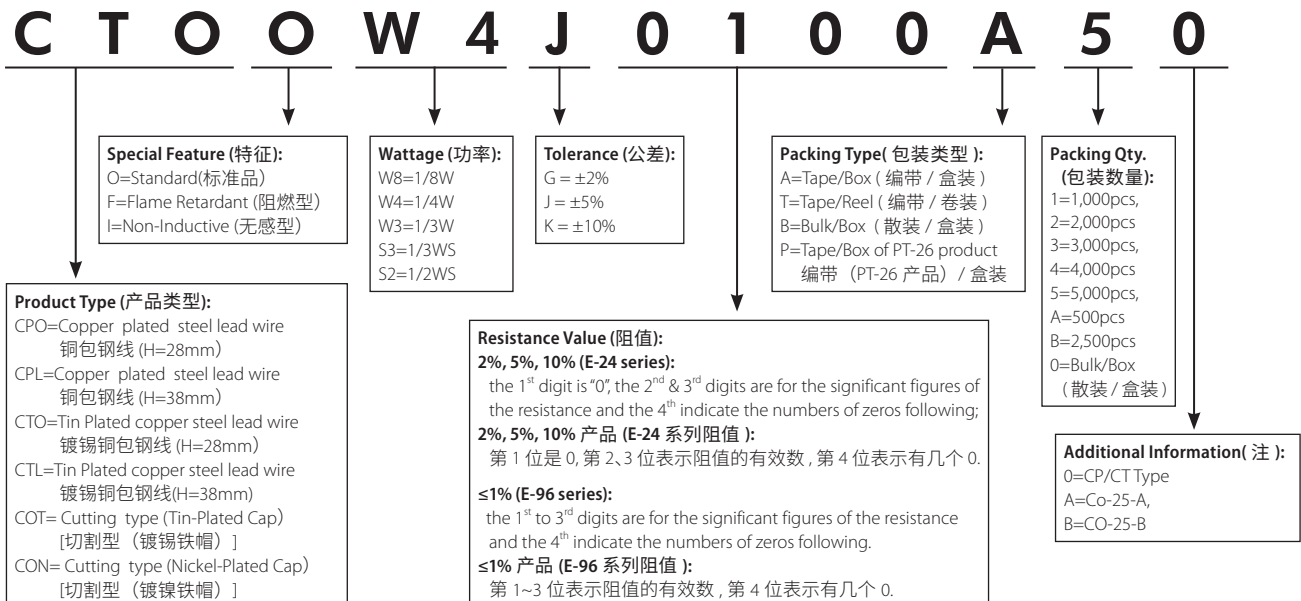 C T O O W 4 J 0 1 0 0 A 5 0
Special Feature (特征):
O=Standard(标准品)
F=Flame Retardant (阻燃型)
I=Non-Inductive (无感型)
Wattage (功率):
W8=1/8W
W4=1/4W
W3=1/3W
S3=1/3WS
S2=1/2WS
Tolerance (公差):
G = ±2%
J = ±5%
K = ±10%
Packing Type( 包装类型 ):
A=Tape/Box ( 编带 / 盒装 )
T=Tape/Reel ( 编带 / 卷装 )
B=Bulk/Box ( 散装 / 盒装 )
P=Tape/Box of PT-26 product
编带（PT-26 产品）/ 盒装
Packing Qty.
(包装数量):
1=1,000pcs,
2=2,000pcs
3=3,000pcs,
4=4,000pcs
5=5,000pcs,
A=500pcs
B=2,500pcs
0=Bulk/Box
( 散装 / 盒装 )
Product Type (产品类型):
CPO=Copper plated steel lead wire
铜包钢线 (H=28mm)
CPL=Copper plated steel lead wire
铜包钢线 (H=38mm)
CTO=Tin Plated copper steel lead wire
镀锡铜包钢线 (H=28mm)
CTL=Tin Plated copper steel lead wire
镀锡铜包钢线(H=38mm)
COT= Cutting type (Tin-Plated Cap)
[切割型（镀锡铁帽）]
CON= Cutting type (Nickel-Plated Cap)
[切割型（镀镍铁帽）]
Resistance Value (阻值):
2%, 5%, 10% (E-24 series):
the 1st digit is "0", the 2nd & 3rd digits are for the significant figures of
the resistance and the 4th indicate the numbers of zeros following;
2%, 5%, 10% 产品 (E-24 系列阻值 ):
第 1 位是 0, 第 2、3 位表示阻值的有效数 , 第 4 位表示有几个 0.
≤1% (E-96 series):
the 1st to 3rd digits are for the significant figures of the resistance
and the 4th indicate the numbers of zeros following.
≤1% 产品 (E-96 系列阻值 ):
第 1~3 位表示阻值的有效数 , 第 4 位表示有几个 0.
Additional Information( 注 ):
0=CP/CT Type
A=Co-25-A,
B=CO-25-B